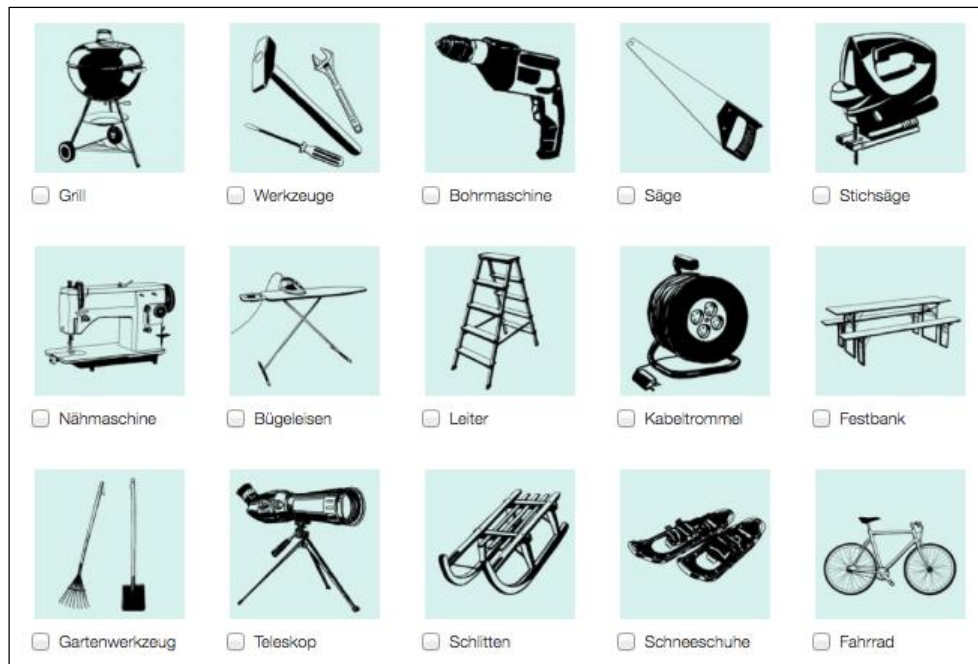 Grill Werkzeuge Bohrmaschine Säge Stichsäge
Nähmaschine Bügeleisen Leiter Kabeltrommel Festbank
Gartenwerkzeug Teleskop Schlitten Schneeschuhe Fahrrad